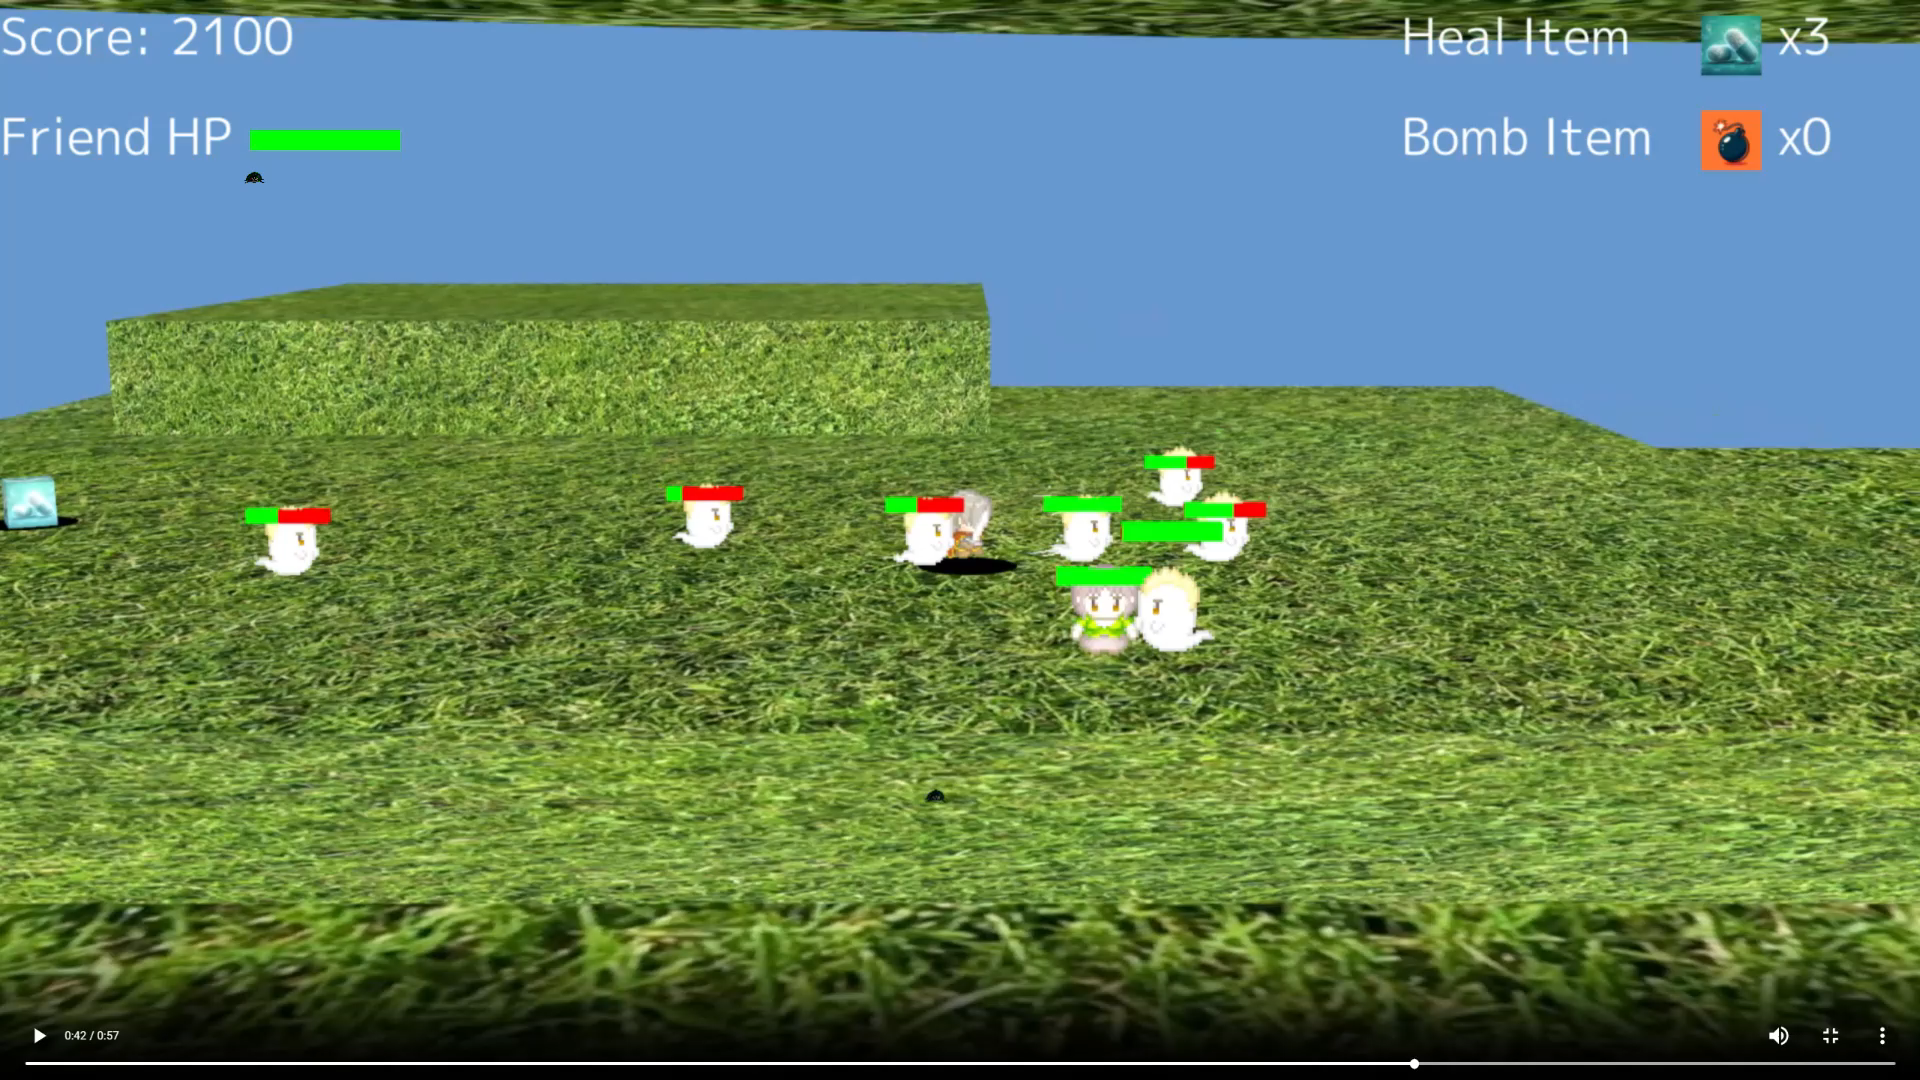 Score: 2100
Heal Item x3
Friend HP
Bomb Item x0
0:42 / 0:57